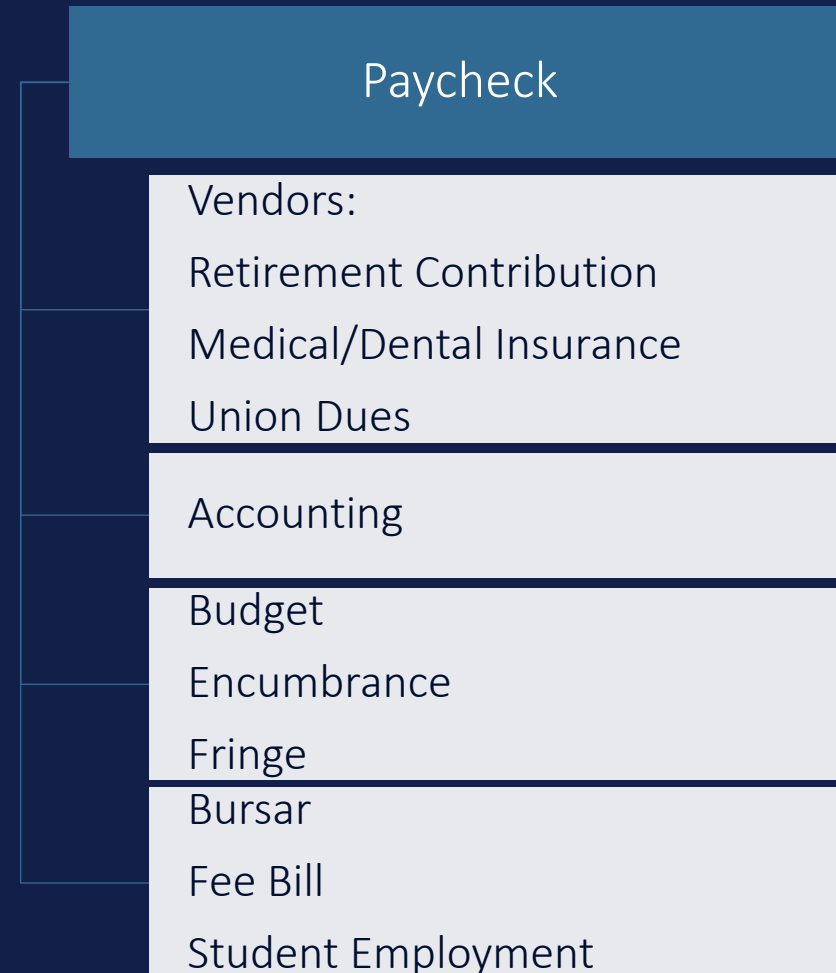 Paycheck
Vendors:
Retirement Contribution
Medical/Dental Insurance
Union Dues
Accounting
Budget
Encumbrance
Fringe
Bursar
Fee Bill
Student Employment